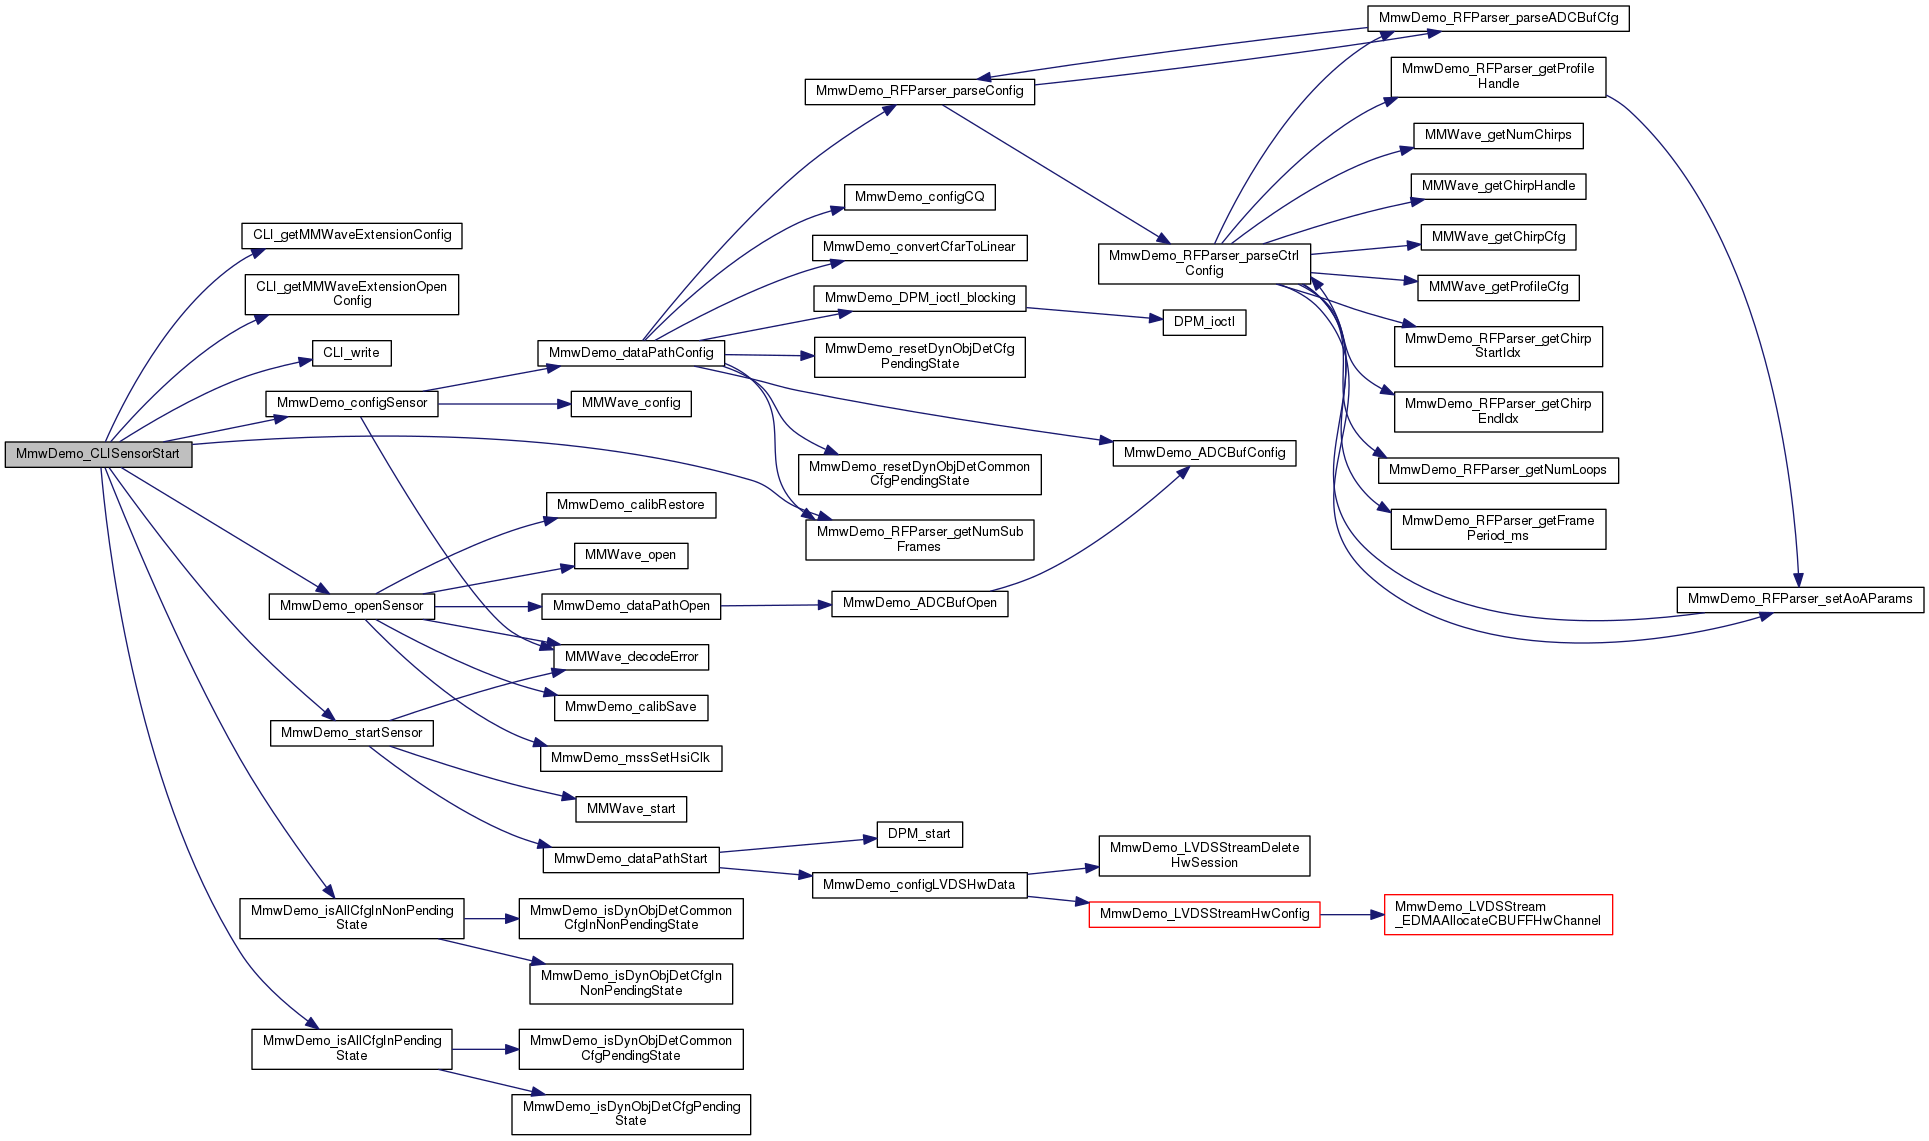 MmwDemo_CLISensorStart
CLI_getMMWaveExtensionConfig
CLI_getMMWaveExtensionOpen
Config
CLI_write
MmwDemo_configSensor
MmwDemo_openSensor
MmwDemo_startSensor
MmwDemo_isAllCfgInNonPending
State
MmwDemo_isAllCfgInPending
State
MmwDemo_dataPathConfig
MMWave_config
MmwDemo_calibRestore
MMWave_open
MmwDemo_dataPathOpen
MMWave_decodeError
MmwDemo_calibSave
MmwDemo_mssSetHsiClk
MMWave_start
MmwDemo_dataPathStart
MmwDemo_isDynObjDetCommon
CfgInNonPendingState
MmwDemo_isDynObjDetCfgIn
NonPendingState
MmwDemo_isDynObjDetCommon
CfgPendingState
MmwDemo_isDynObjDetCfgPending
State
MmwDemo_RFParser_parseConfig
MmwDemo_configCQ
MmwDemo_convertCfarToLinear
MmwDemo_DPM_ioctl_blocking
MmwDemo_resetDynObjDetCfg
PendingState
MmwDemo_resetDynObjDetCommon
CfgPendingState
MmwDemo_RFParser_getNumSub
Frames
MmwDemo_ADCBufOpen
DPM_start
MmwDemo_configLVDSHwData
MmwDemo_RFParser_parseCtrl
Config
DPM_ioctl
MmwDemo_ADCBufConfig
MmwDemo_LVDSStreamDelete
HwSession
MmwDemo_LVDSStreamHwConfig
MmwDemo_RFParser_parseADCBufCfg
MmwDemo_RFParser_getProfile
Handle
MMWave_getNumChirps
MMWave_getChirpHandle
MMWave_getChirpCfg
MMWave_getProfileCfg
MmwDemo_RFParser_getChirp
StartIdx
MmwDemo_RFParser_getChirp
EndIdx
MmwDemo_RFParser_getNumLoops
MmwDemo_RFParser_getFrame
Period_ms
MmwDemo_LVDSStream
_EDMAAllocateCBUFFHwChannel
MmwDemo_RFParser_setAoAParams